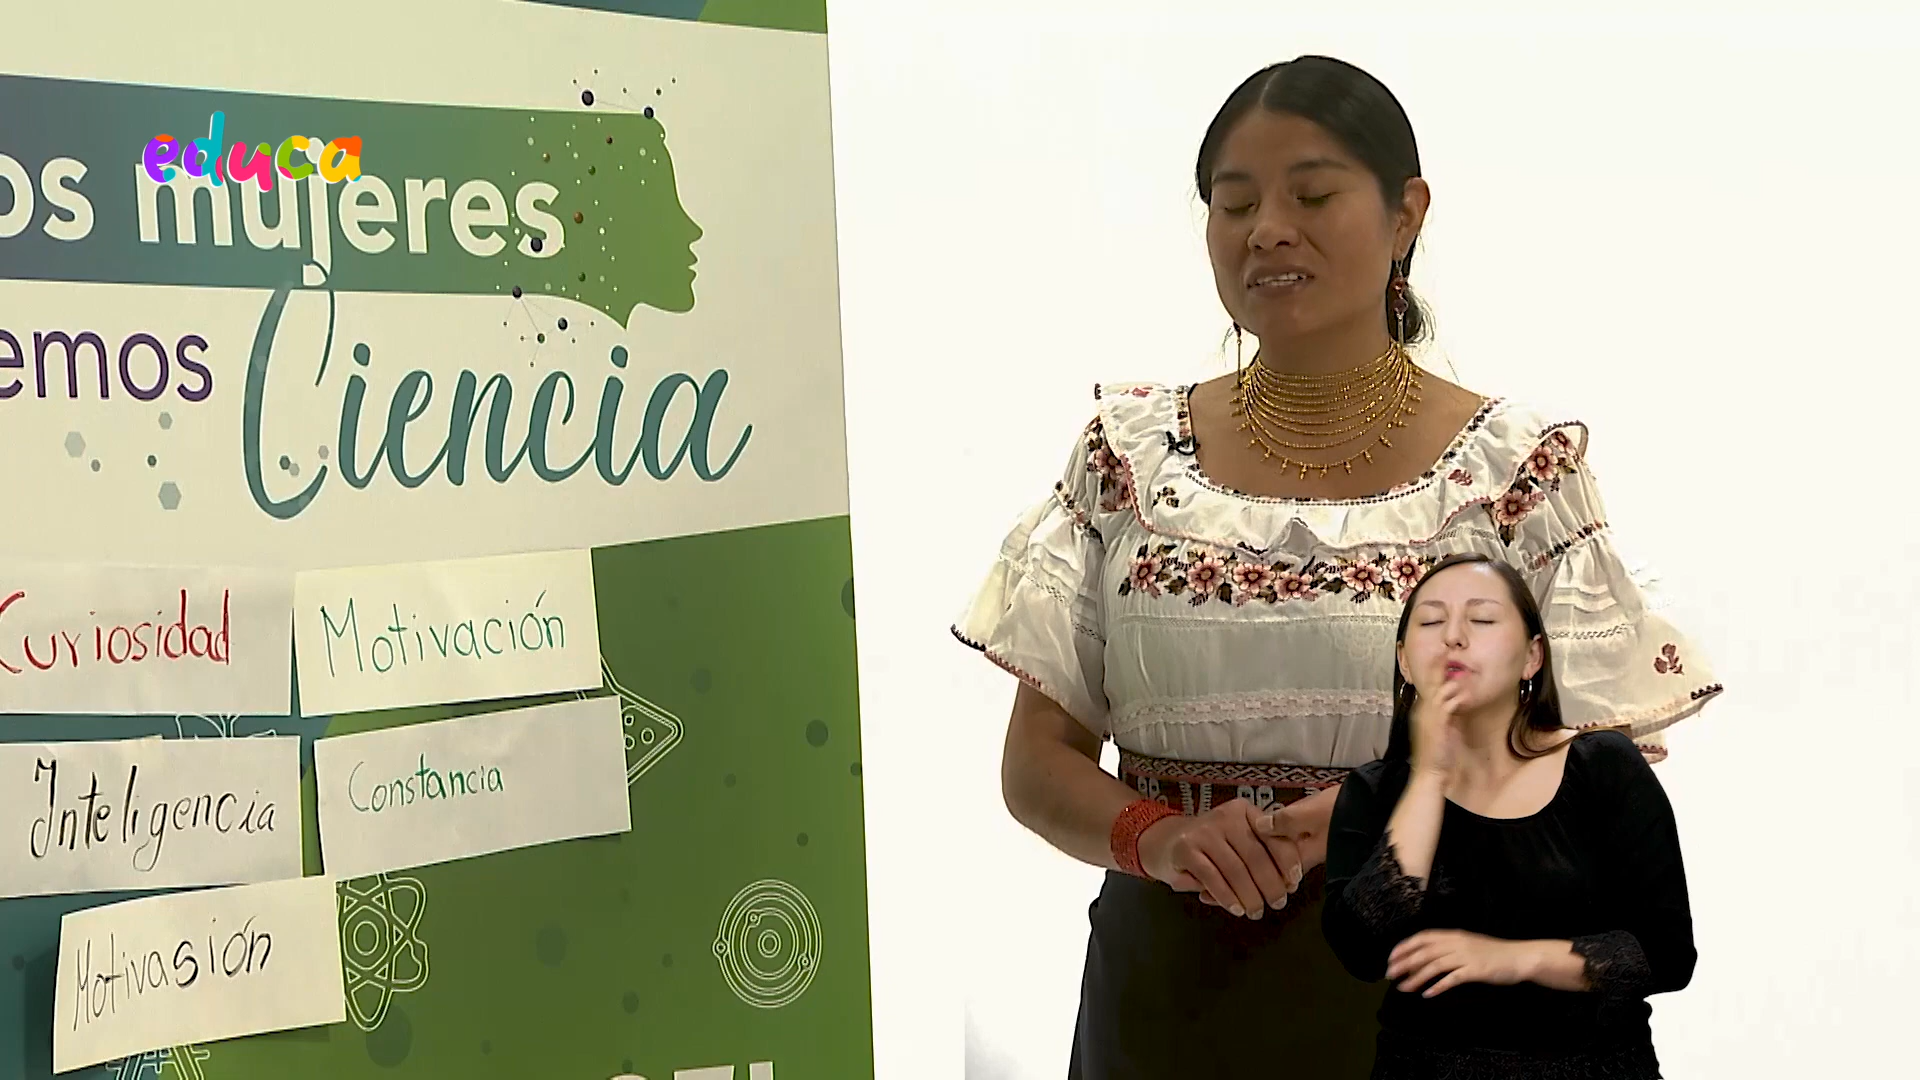 educa
os mujeres
emos Ciencia
Curiosidad
Motivación
Inteligencia
Constancia
Motivasión